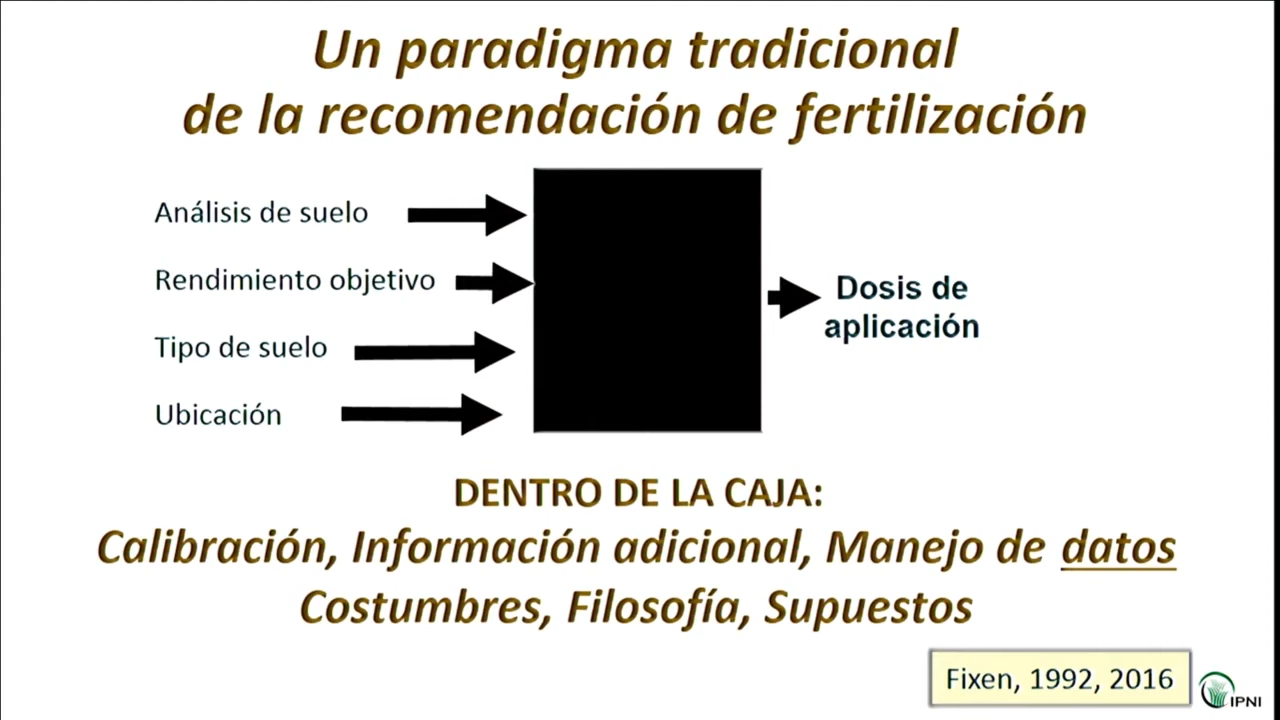 Un paradigma tradicional
de la recomendación de fertilización
Análisis de suelo
Rendimiento objetivo
Tipo de suelo
Ubicación
Dosis de
aplicación
DENTRO DE LA CAJA:
Calibración, Información adicional, Manejo de datos
Costumbres, Filosofía, Supuestos
Fixen, 1992, 2016
IPNI